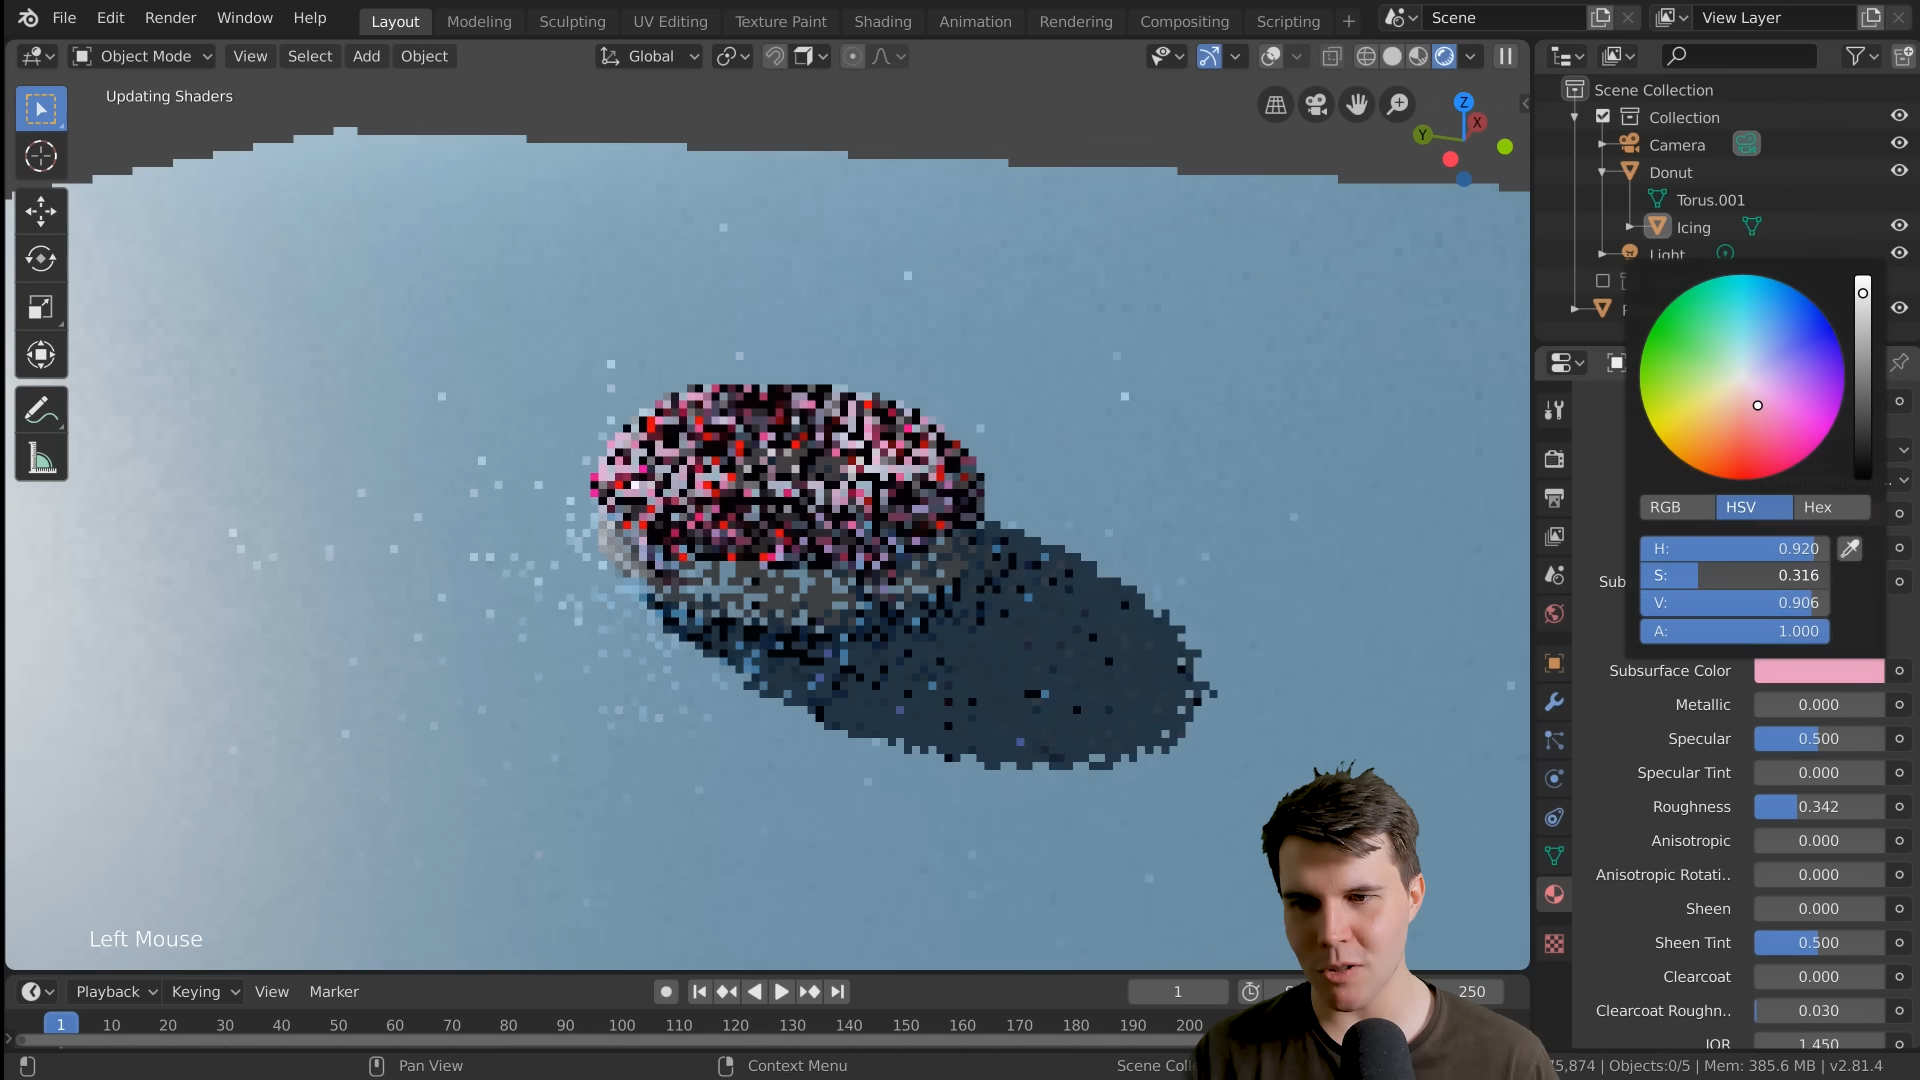 File Edit Render Window Help Layout Modeling Sculpting UV Editing Texture Paint Shading Animation Rendering Compositing Scripting + Scene View Layer
Object Mode View Select Add Object Global
Updating Shaders
Z
X
Y
Scene Collection
Collection
Camera
Donut
Torus.001
Icing
Light
RGB HSV Hex
H: 0.920
S: 0.316
V: 0.906
A: 1.000
Sub
Subsurface Color
Metallic 0.000
Specular 0.500
Specular Tint 0.000
Roughness 0.342
Anisotropic 0.000
Anisotropic Rotati.. 0.000
Sheen 0.000
Sheen Tint 0.500
Clearcoat 0.000
Clearcoat Roughn.. 0.030
IOR 1.450
Left Mouse
Playback Keying View Marker 1 250
1 10 20 30 40 50 60 70 80 90 100 110 120 130 140 150 160 170 180 190 200
Pan View Context Menu Scene Colle 75,874 | Objects:0/5 | Mem: 385.6 MB | v2.81.4